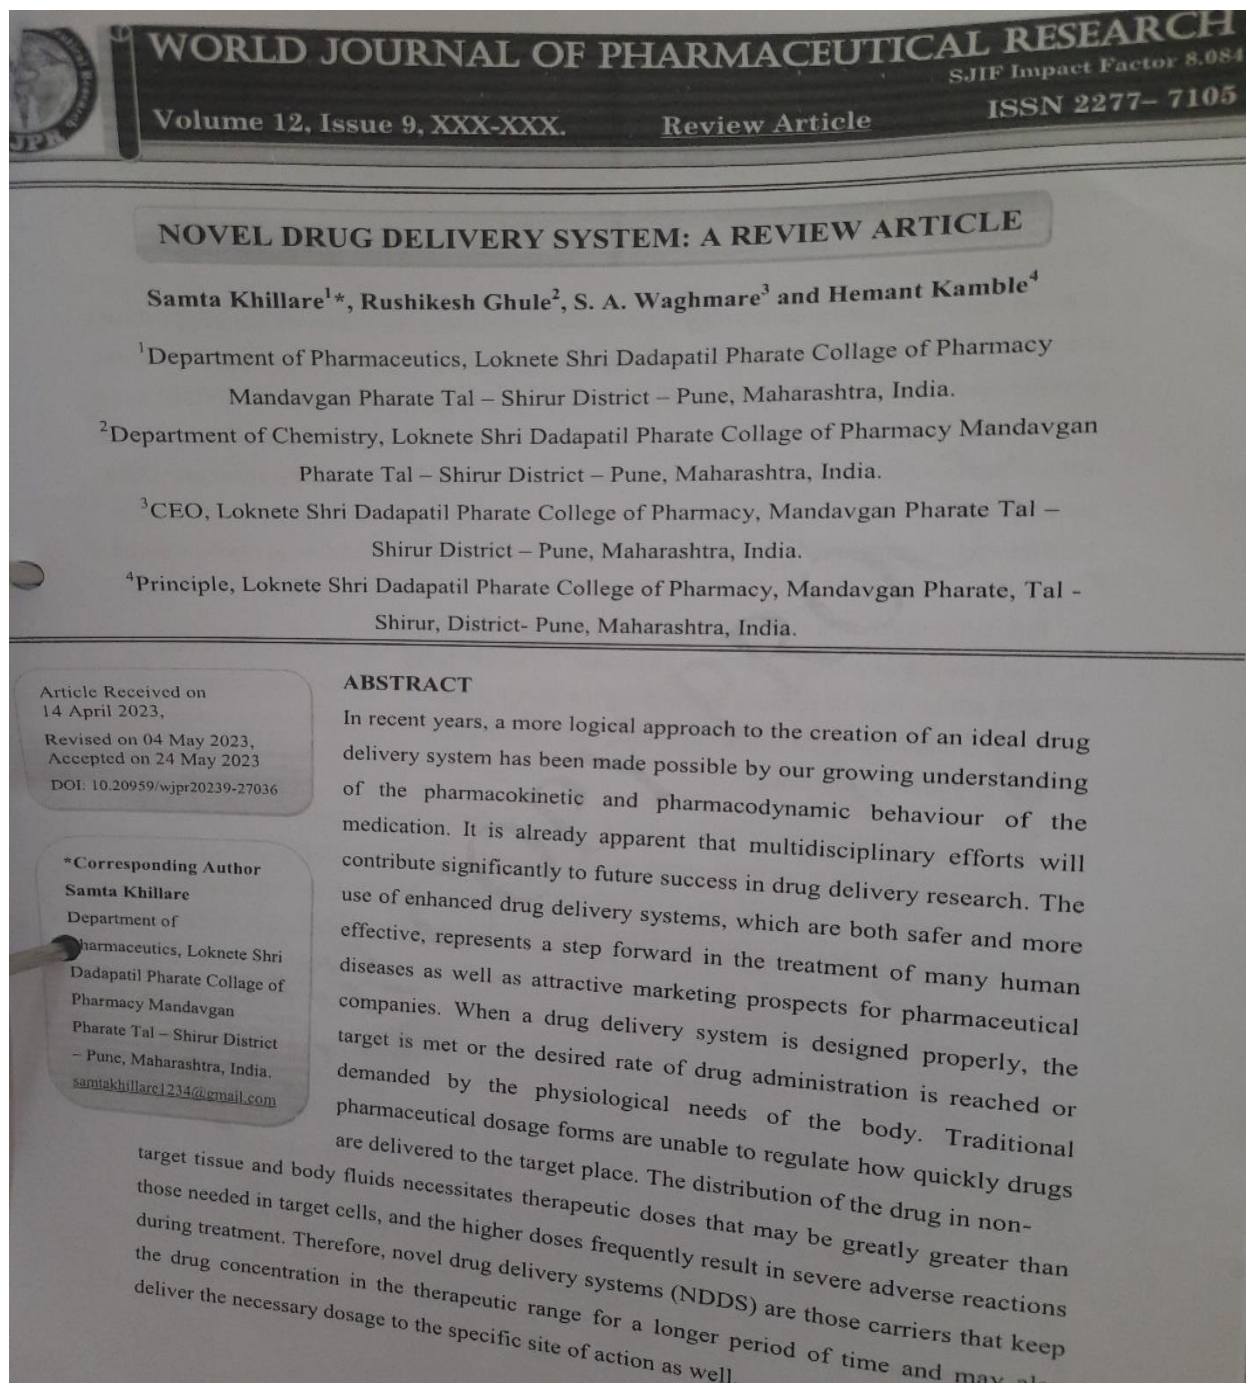 WORLD JOURNAL OF PHARMACEUTICAL RESEARCH
SJIF Impact Factor 8.084
Volume 12, Issue 9, XXX-XXX.
Review Article
ISSN 2277– 7105
NOVEL DRUG DELIVERY SYSTEM: A REVIEW ARTICLE
Samta Khillare¹*, Rushikesh Ghule², S. A. Waghmare³ and Hemant Kamble⁴
¹Department of Pharmaceutics, Loknete Shri Dadapatil Pharate Collage of Pharmacy
Mandavgan Pharate Tal – Shirur District – Pune, Maharashtra, India.
²Department of Chemistry, Loknete Shri Dadapatil Pharate Collage of Pharmacy Mandavgan
Pharate Tal – Shirur District – Pune, Maharashtra, India.
³CEO, Loknete Shri Dadapatil Pharate College of Pharmacy, Mandavgan Pharate Tal –
Shirur District – Pune, Maharashtra, India.
⁴Principle, Loknete Shri Dadapatil Pharate College of Pharmacy, Mandavgan Pharate, Tal -
Shirur, District- Pune, Maharashtra, India.
Article Received on
14 April 2023,
Revised on 04 May 2023,
Accepted on 24 May 2023
DOI: 10.20959/wjpr20239-27036
*Corresponding Author
Samta Khillare
Department of
harmaceutics, Loknete Shri
Dadapatil Pharate Collage of
Pharmacy Mandavgan
Pharate Tal – Shirur District
– Pune, Maharashtra, India.
samtakhillare1234@gmail.com
ABSTRACT
In recent years, a more logical approach to the creation of an ideal drug
delivery system has been made possible by our growing understanding
of the pharmacokinetic and pharmacodynamic behaviour of the
medication. It is already apparent that multidisciplinary efforts will
contribute significantly to future success in drug delivery research. The
use of enhanced drug delivery systems, which are both safer and more
effective, represents a step forward in the treatment of many human
diseases as well as attractive marketing prospects for pharmaceutical
companies. When a drug delivery system is designed properly, the
target is met or the desired rate of drug administration is reached or
demanded by the physiological needs of the body. Traditional
pharmaceutical dosage forms are unable to regulate how quickly drugs
are delivered to the target place. The distribution of the drug in non-
target tissue and body fluids necessitates therapeutic doses that may be greatly greater than
those needed in target cells, and the higher doses frequently result in severe adverse reactions
during treatment. Therefore, novel drug delivery systems (NDDS) are those carriers that keep
the drug concentration in the therapeutic range for a longer period of time and may
deliver the necessary dosage to the specific site of action as well